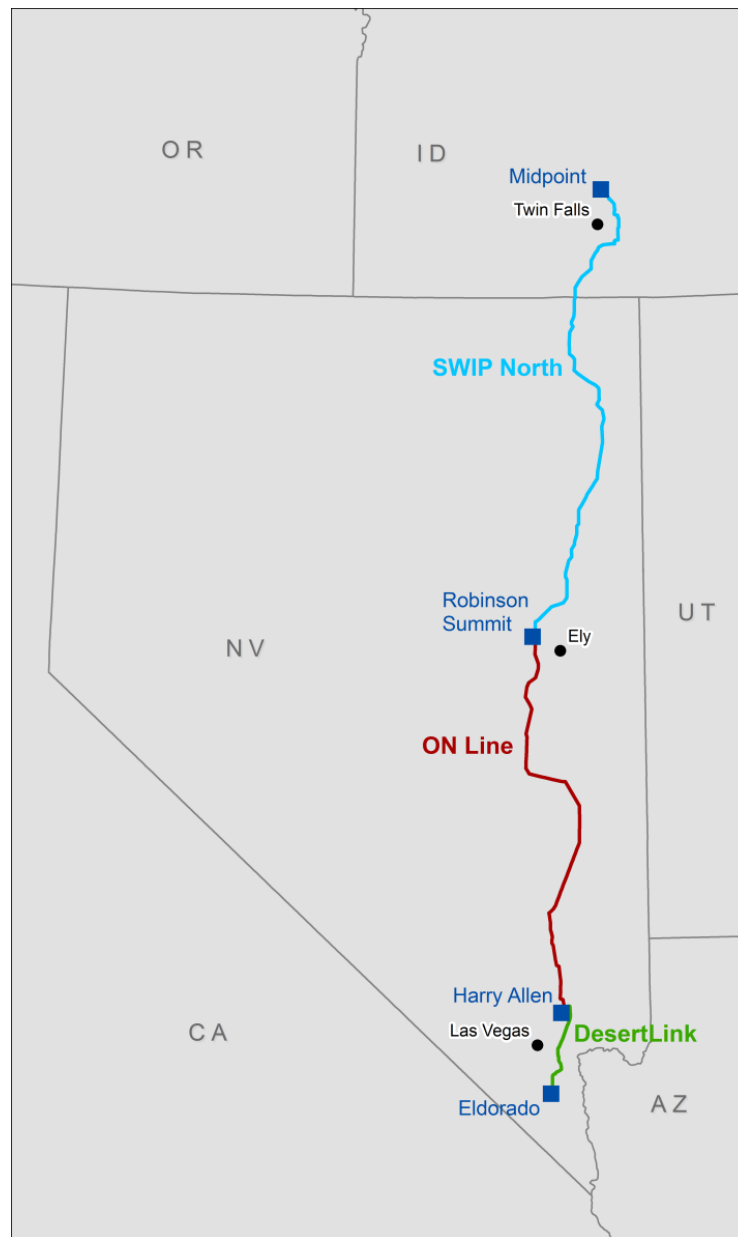 OR
ID
Midpoint
Twin Falls
SWIP North
Robinson
Summit
Ely
UT
NV
ON Line
Harry Allen
Las Vegas
DesertLink
CA
Eldorado
AZ